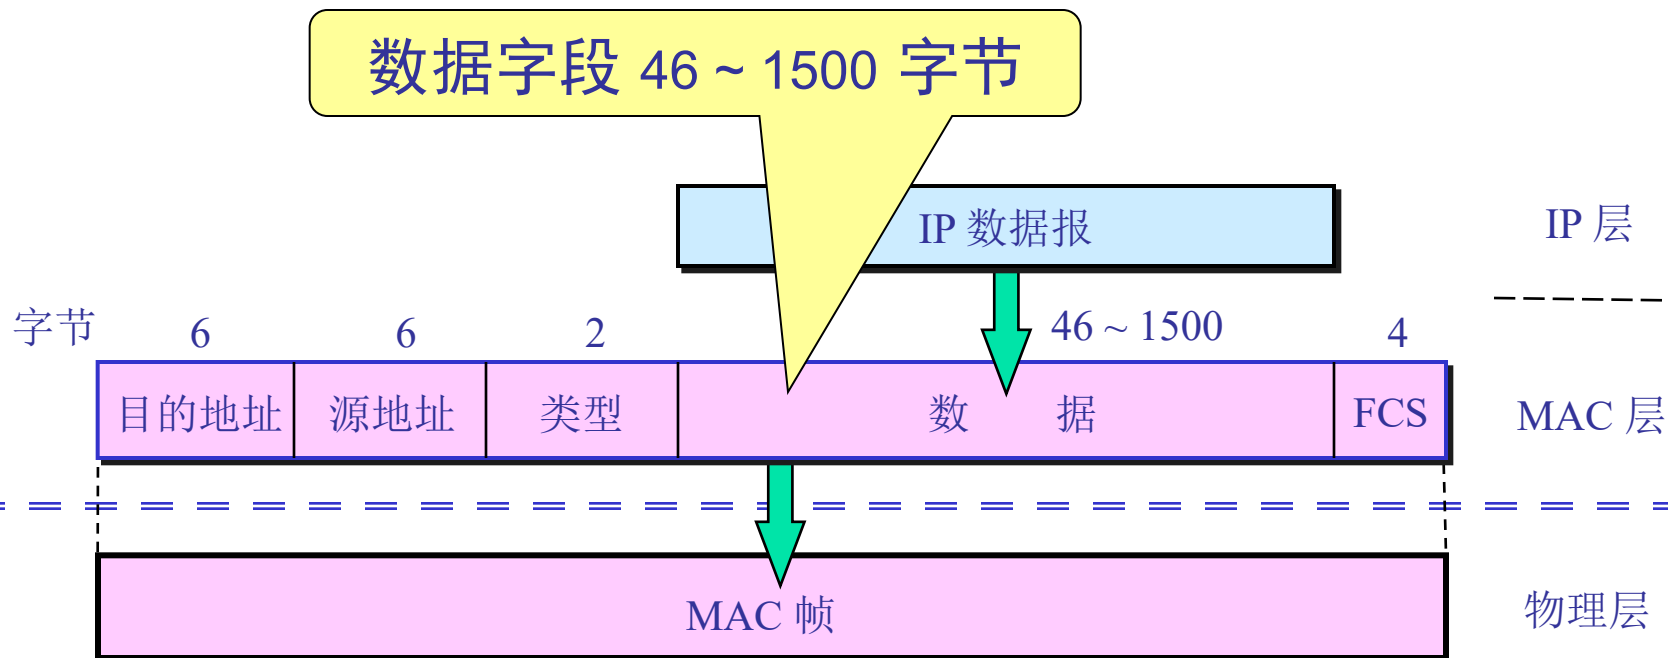 数据字段 46 ~ 1500 字节
IP 数据报
IP 层
字节 6 6 2 46 ~ 1500 4
目的地址 源地址 类型 数 据 FCS
MAC 层
MAC 帧
物理层